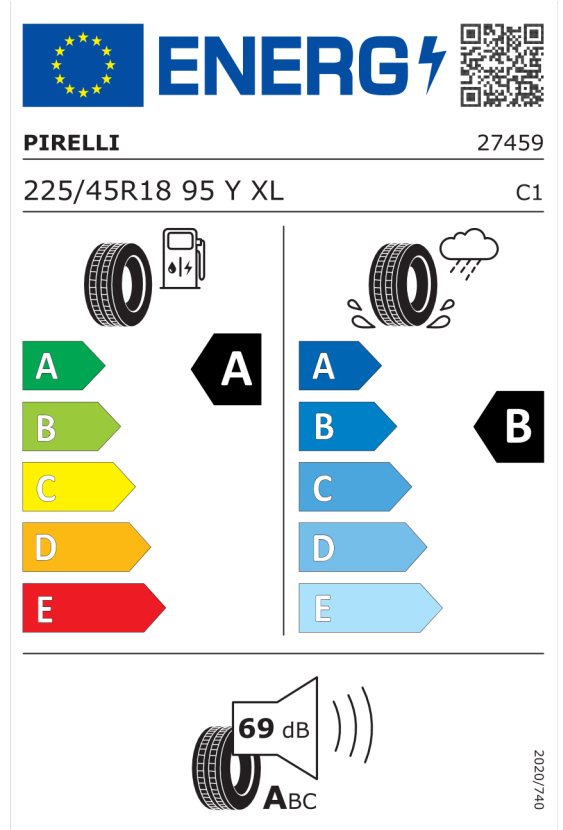 ENERG
PIRELLI 27459
225/45R18 95 Y XL C1
A A A
B B B
C C
D D
E E
69 dB
ABC
2020/740